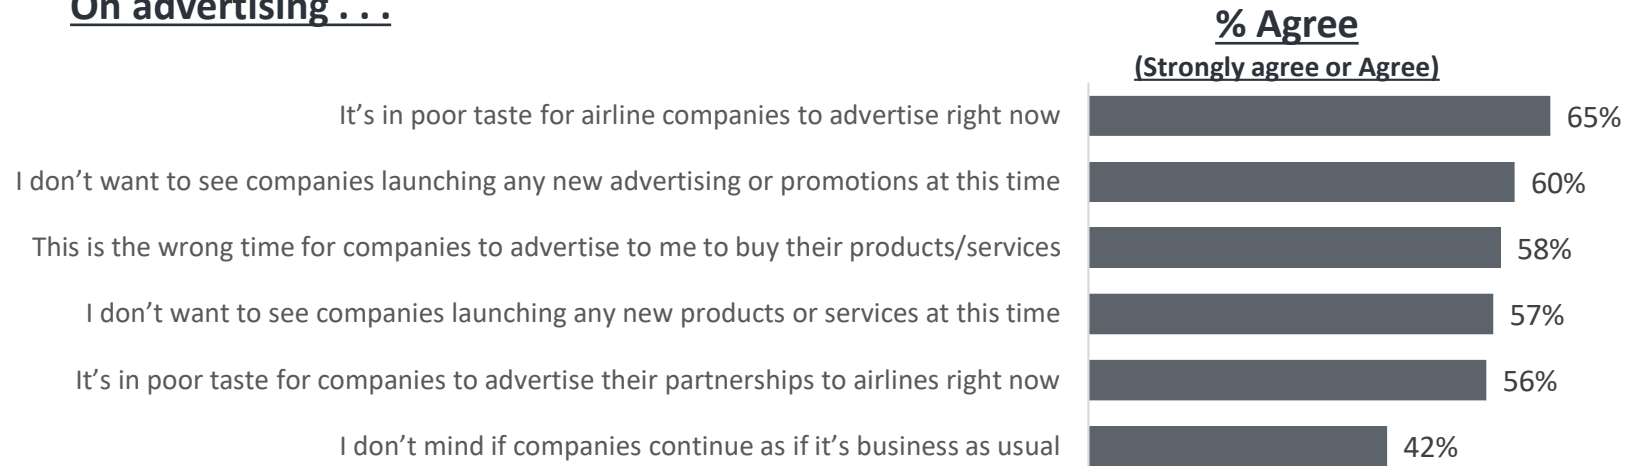 On advertising . . .
% Agree
(Strongly agree or Agree)
It’s in poor taste for airline companies to advertise right now 65%
I don’t want to see companies launching any new advertising or promotions at this time 60%
This is the wrong time for companies to advertise to me to buy their products/services 58%
I don’t want to see companies launching any new products or services at this time 57%
It’s in poor taste for companies to advertise their partnerships to airlines right now 56%
I don’t mind if companies continue as if it’s business as usual 42%